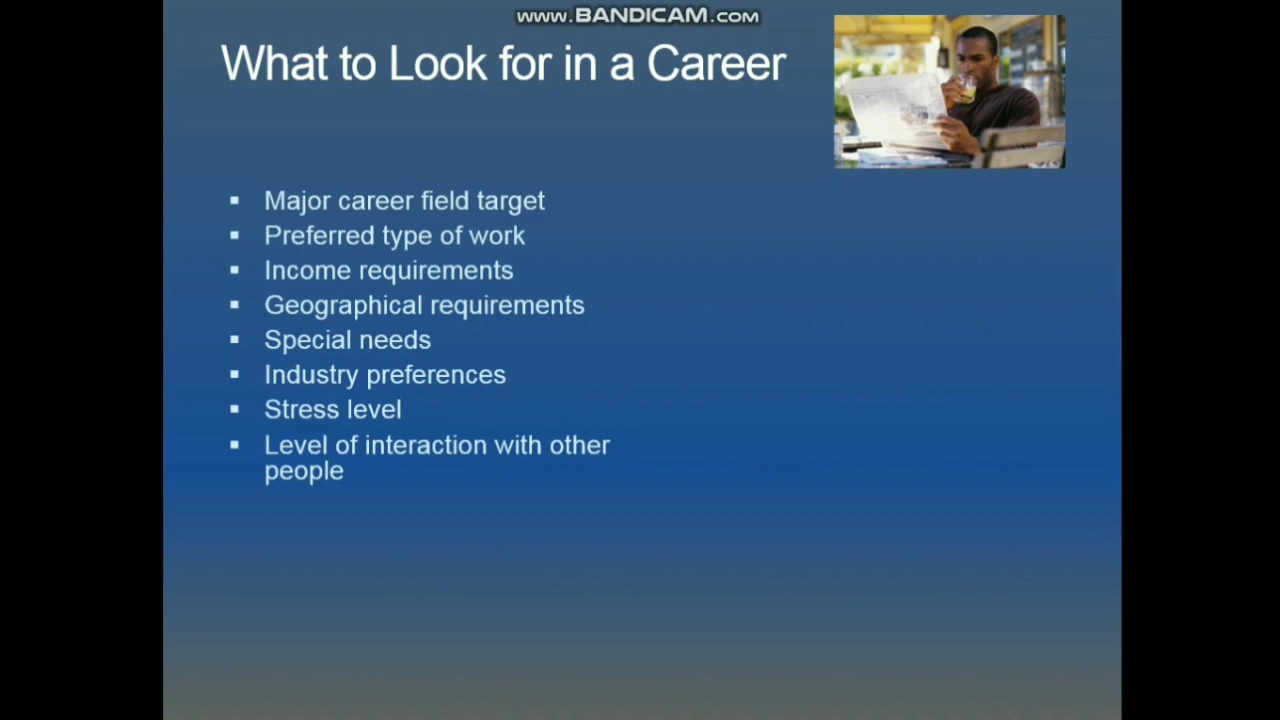 www.BANDICAM.com
What to Look for in a Career
▪ Major career field target
▪ Preferred type of work
▪ Income requirements
▪ Geographical requirements
▪ Special needs
▪ Industry preferences
▪ Stress level
▪ Level of interaction with other
people